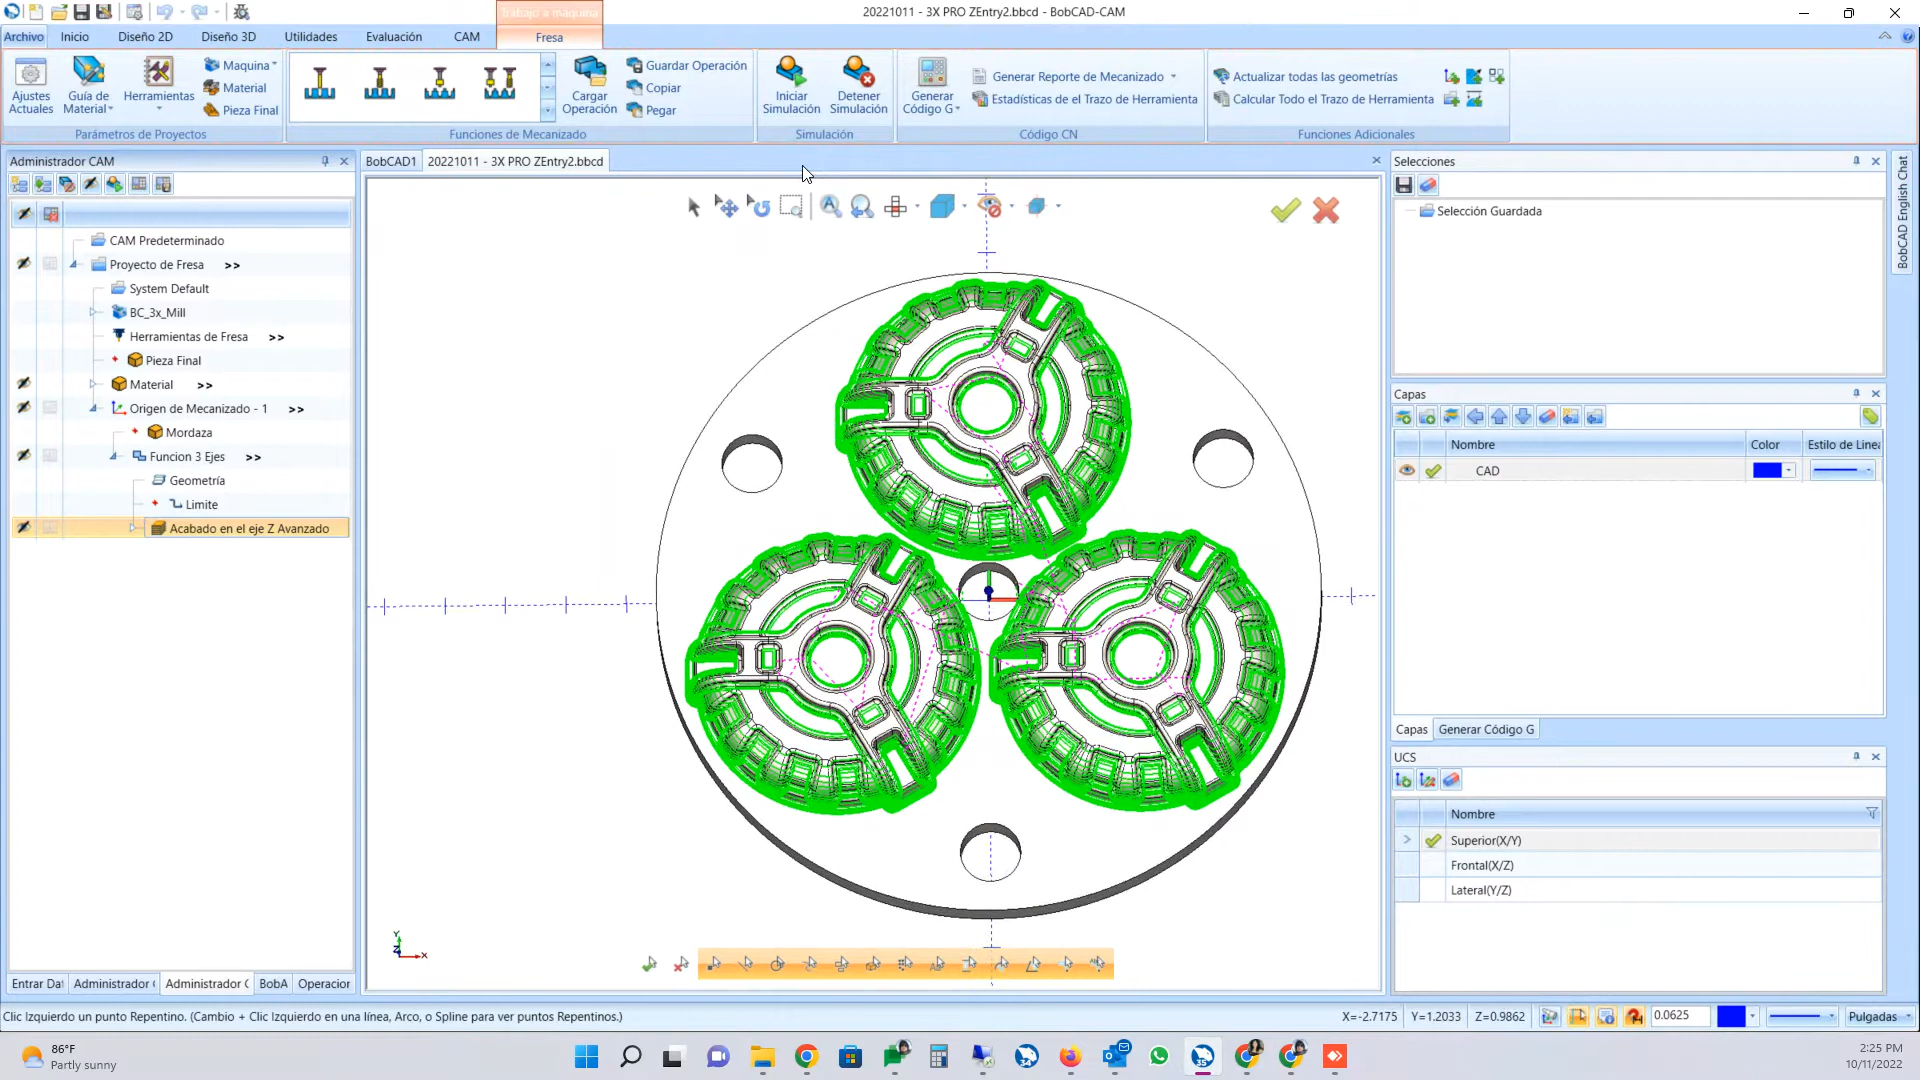 20221011 - 3X PRO ZEntry2.bbcd - BobCAD-CAM
Trabajo a máquina
Archivo
Inicio
Diseño 2D
Diseño 3D
Utilidades
Evaluación
CAM
Fresa
Ajustes Actuales
Guía de Material
Herramientas
Maquina
Material
Pieza Final
Parámetros de Proyectos
Cargar Operación
Guardar Operación
Copiar
Pegar
Funciones de Mecanizado
Iniciar Simulación
Detener Simulación
Simulación
Generar Código G
Generar Reporte de Mecanizado
Estadísticas de el Trazo de Herramienta
Código CN
Actualizar todas las geometrías
Calcular Todo el Trazo de Herramienta
Funciones Adicionales
Administrador CAM
CAM Predeterminado
Proyecto de Fresa >>
System Default
BC_3x_Mill
Herramientas de Fresa >>
Pieza Final
Material >>
Origen de Mecanizado - 1 >>
Mordaza
Funcion 3 Ejes >>
Geometría
Limite
Acabado en el eje Z Avanzado
Entrar Dat
Administrador (
Administrador C
BobA
Operacior
BobCAD1
20221011 - 3X PRO ZEntry2.bbcd
Y
Z
X
Selecciones
Selección Guardada
BobCAD English Chat
Capas
Nombre
Color
Estilo de Linea
CAD
Capas
Generar Código G
UCS
Nombre
Superior(X/Y)
Frontal(X/Z)
Lateral(Y/Z)
Clic Izquierdo un punto Repentino. (Cambio + Clic Izquierdo en una línea, Arco, o Spline para ver puntos Repentinos.)
X=-2.7175
Y=1.2033
Z=0.9862
0.0625
Pulgadas
86°F
Partly sunny
2:25 PM
10/11/2022